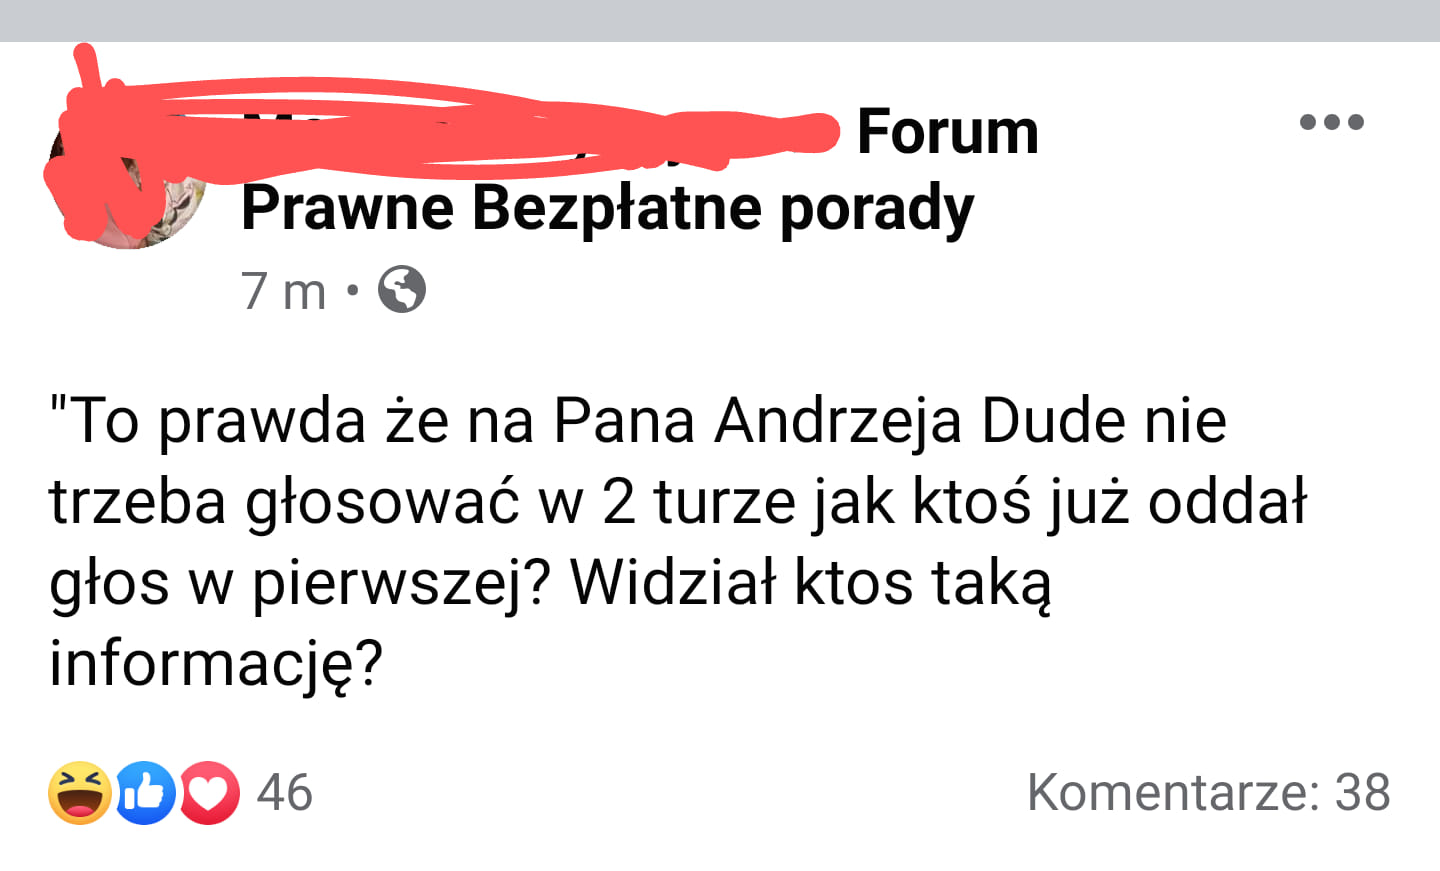 Forum
Prawne Bezpłatne porady
7 m •
"To prawda że na Pana Andrzeja Dude nie
trzeba głosować w 2 turze jak ktoś już oddał
głos w pierwszej? Widział ktos taką
informację?
46
Komentarze: 38